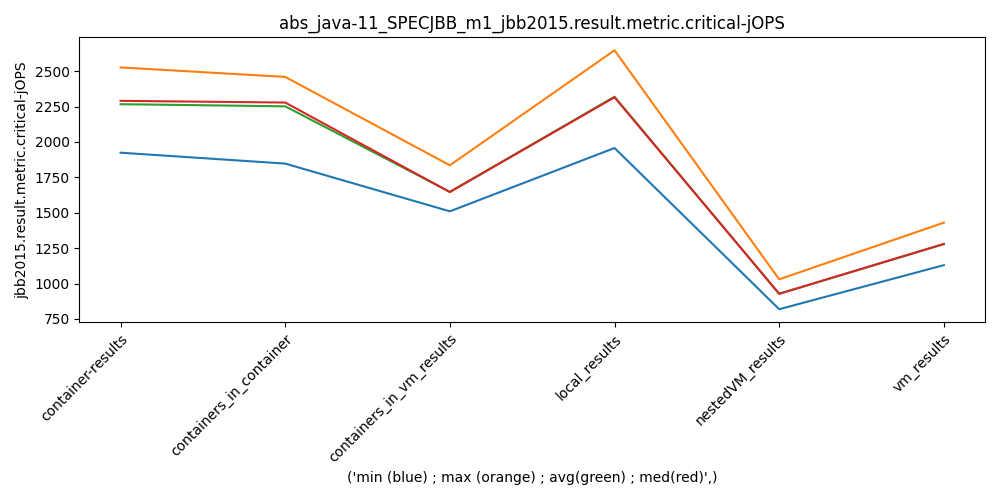 abs_java-11_SPECJBB_m1_jbb2015.result.metric.critical-jOPS
jbb2015.result.metric.critical-jOPS
2500
2250
2000
1750
1500
1250
1000
750
container-results
containers_in_container
containers_in_vm_results
local_results
nestedVM_results
vm_results
('min (blue) ; max (orange) ; avg(green) ; med(red)',)